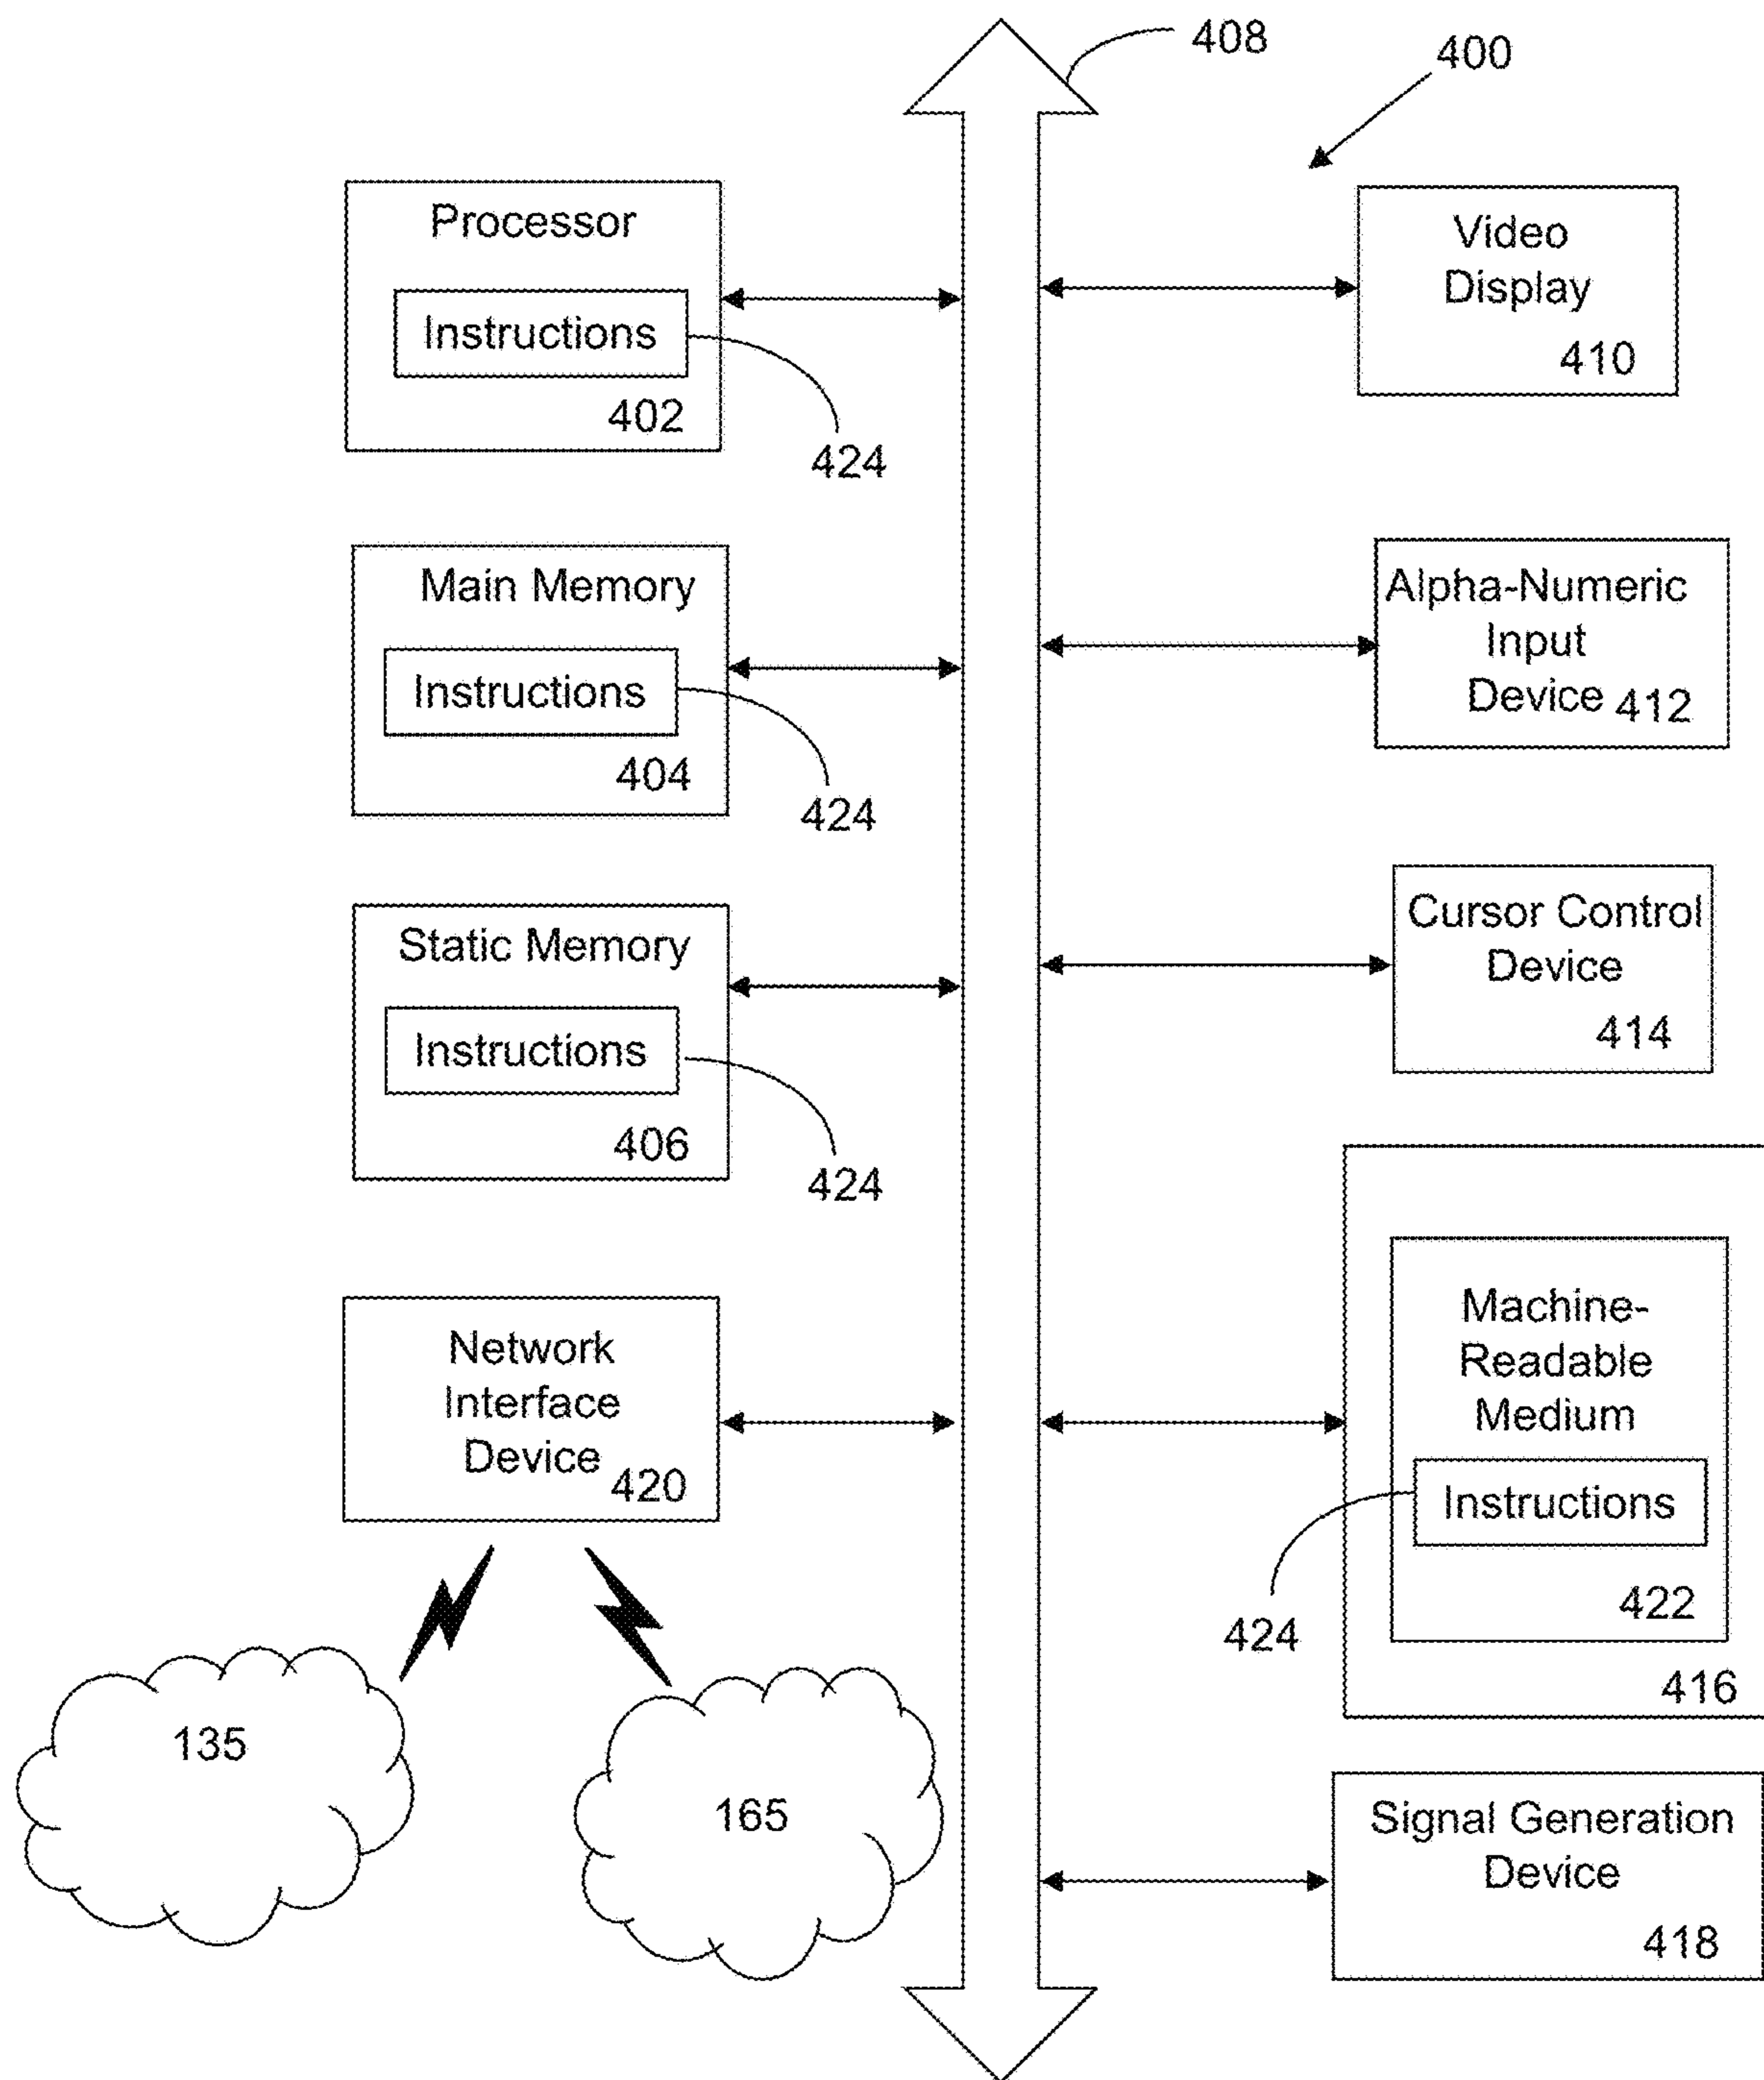 408
400
Processor
Instructions
402
424
Video
Display
410
Main Memory
Instructions
404
424
Alpha-Numeric
Input
Device 412
Static Memory
Instructions
406
424
Cursor Control
Device
414
Network
Interface
Device 420
Machine-
Readable
Medium
Instructions
422
424
416
135
165
Signal Generation
Device
418